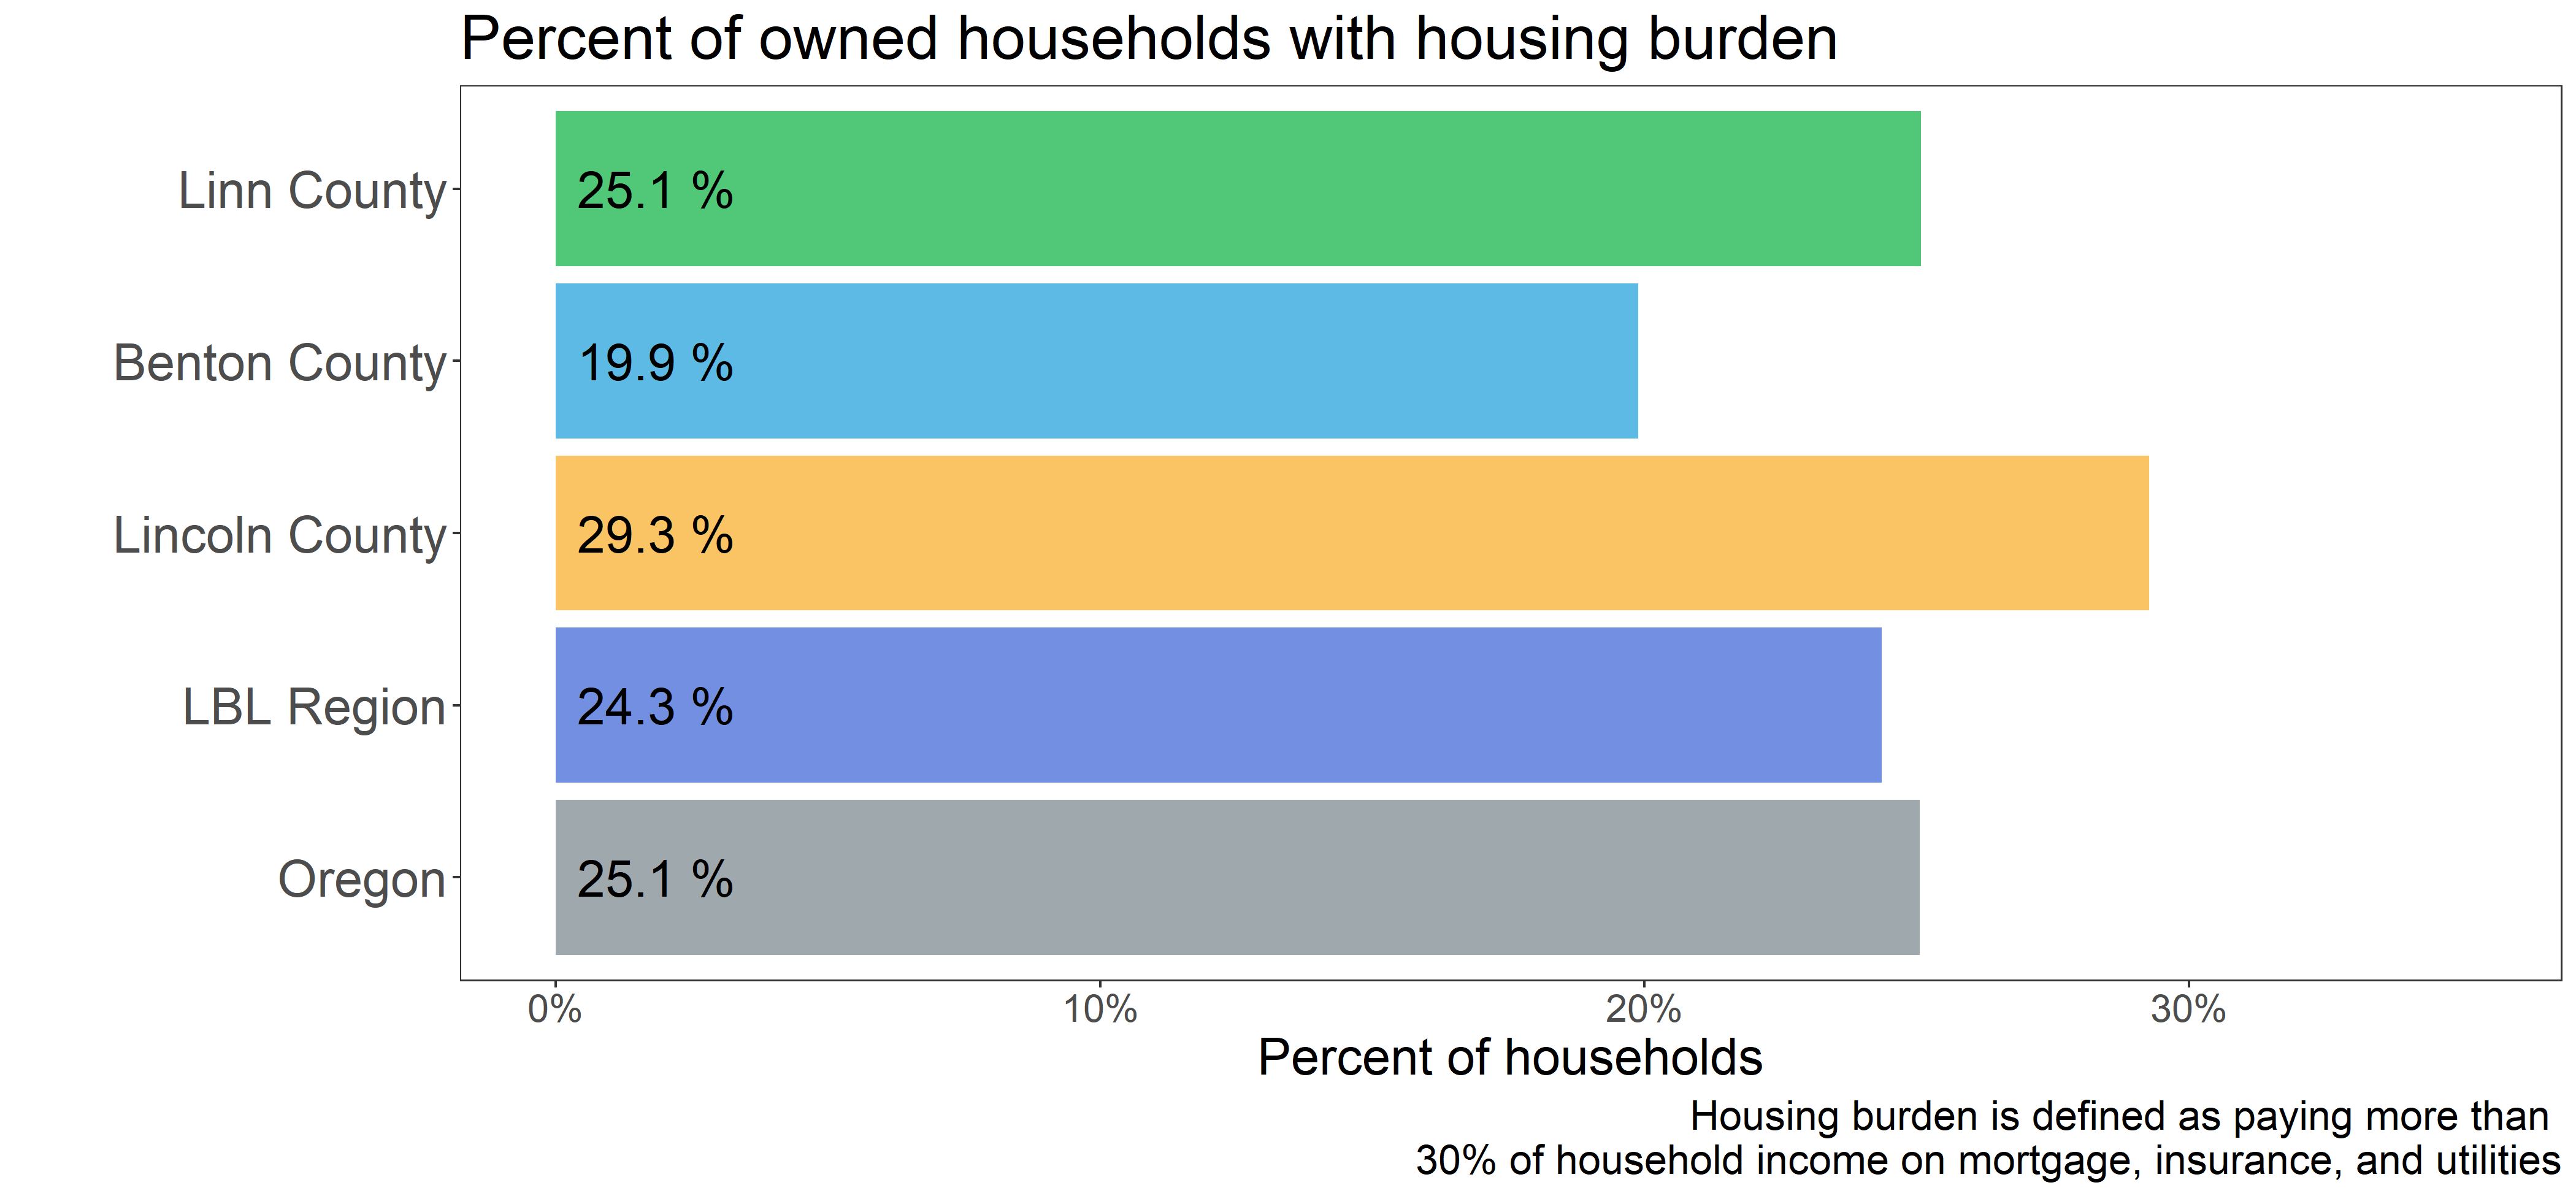 Percent of owned households with housing burden
Linn County
25.1 %
Benton County
19.9 %
Lincoln County
29.3 %
LBL Region
24.3 %
Oregon
25.1 %
0%
10%
20%
30%
Percent of households
Housing burden is defined as paying more than
30% of household income on mortgage, insurance, and utilities